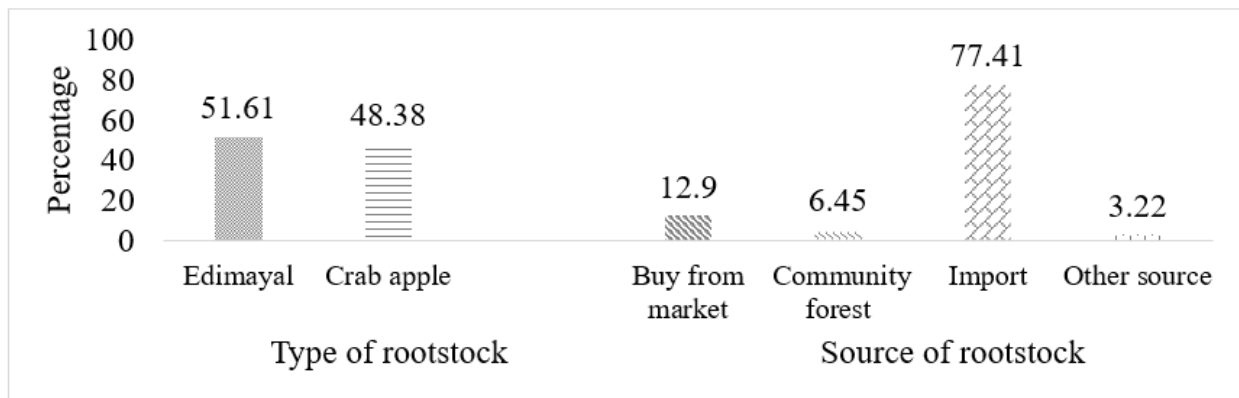 Percentage
100
80
60
40
20
0
51.61
48.38
12.9
6.45
77.41
3.22
Edimayal
Crab apple
Buy from
market
Community
forest
Import
Other source
Type of rootstock
Source of rootstock